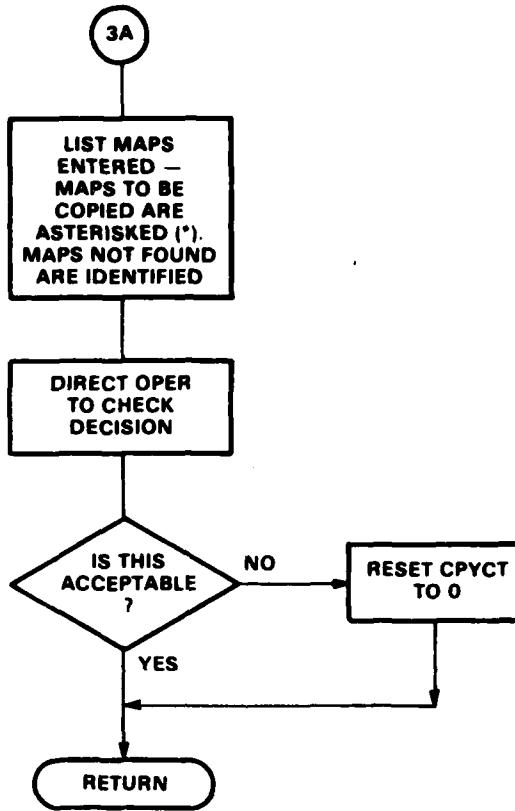 3A
LIST MAPS
ENTERED —
MAPS TO BE
COPIED ARE
ASTERISKED (*).
MAPS NOT FOUND
ARE IDENTIFIED
DIRECT OPER
TO CHECK
DECISION
IS THIS
ACCEPTABLE
?
NO
RESET CPYCT
TO 0
YES
RETURN